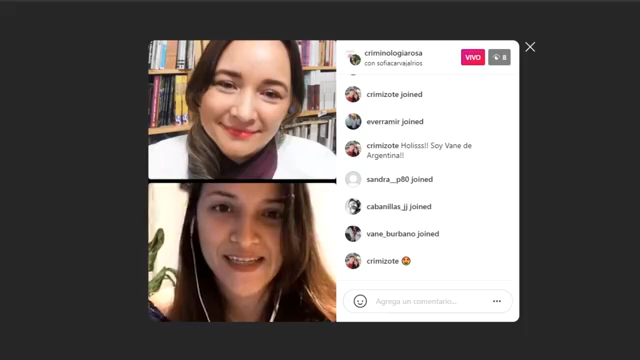 criminologiarosa
con sofiacarvajalrios
VIVO
8
crimizote joined
everramir joined
crimizote Holisss!! Soy Vane de
Argentina!!
sandra__p80 joined
cabanillas_jj joined
vane_burbano joined
crimizote 🥰
Agrega un comentario...